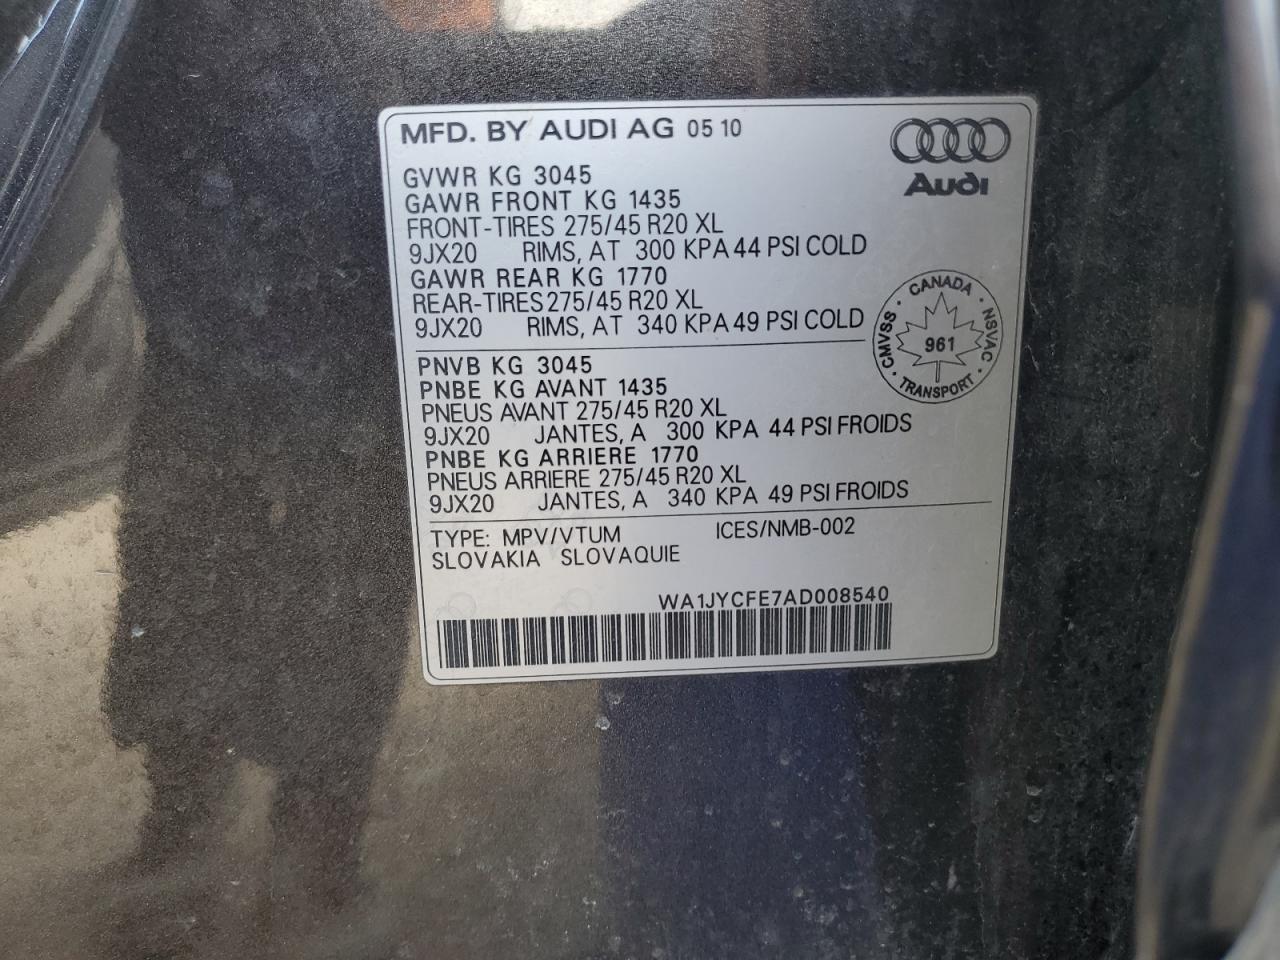 MFD. BY AUDI AG 05 10
Audi
GVWR KG 3045
GAWR FRONT KG 1435
FRONT-TIRES 275/45 R20 XL
9JX20 RIMS, AT 300 KPA 44 PSI COLD
GAWR REAR KG 1770
REAR-TIRES 275/45 R20 XL
9JX20 RIMS, AT 340 KPA 49 PSI COLD
CANADA
CMVSS
NSVAC
961
TRANSPORT
PNVB KG 3045
PNBE KG AVANT 1435
PNEUS AVANT 275/45 R20 XL
9JX20 JANTES, A 300 KPA 44 PSI FROIDS
PNBE KG ARRIERE 1770
PNEUS ARRIERE 275/45 R20 XL
9JX20 JANTES, A 340 KPA 49 PSI FROIDS
TYPE: MPV/VTUM ICES/NMB-002
SLOVAKIA SLOVAQUIE
WA1JYCFE7AD008540